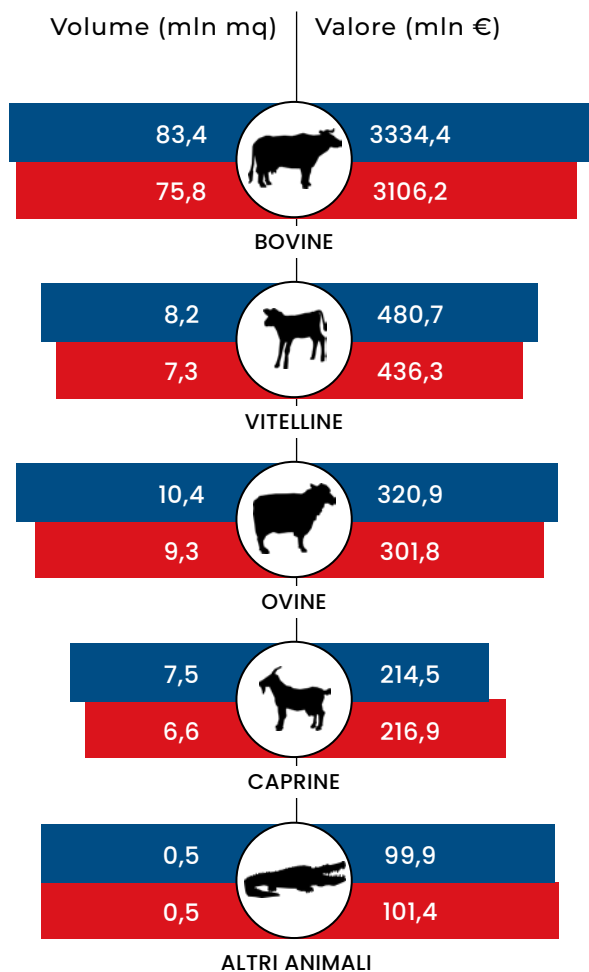 Volume (mln mq) Valore (mln €)
83,4 3334,4
75,8 3106,2
BOVINE
8,2 480,7
7,3 436,3
VITELLINE
10,4 320,9
9,3 301,8
OVINE
7,5 214,5
6,6 216,9
CAPRINE
0,5 99,9
0,5 101,4
ALTRI ANIMALI